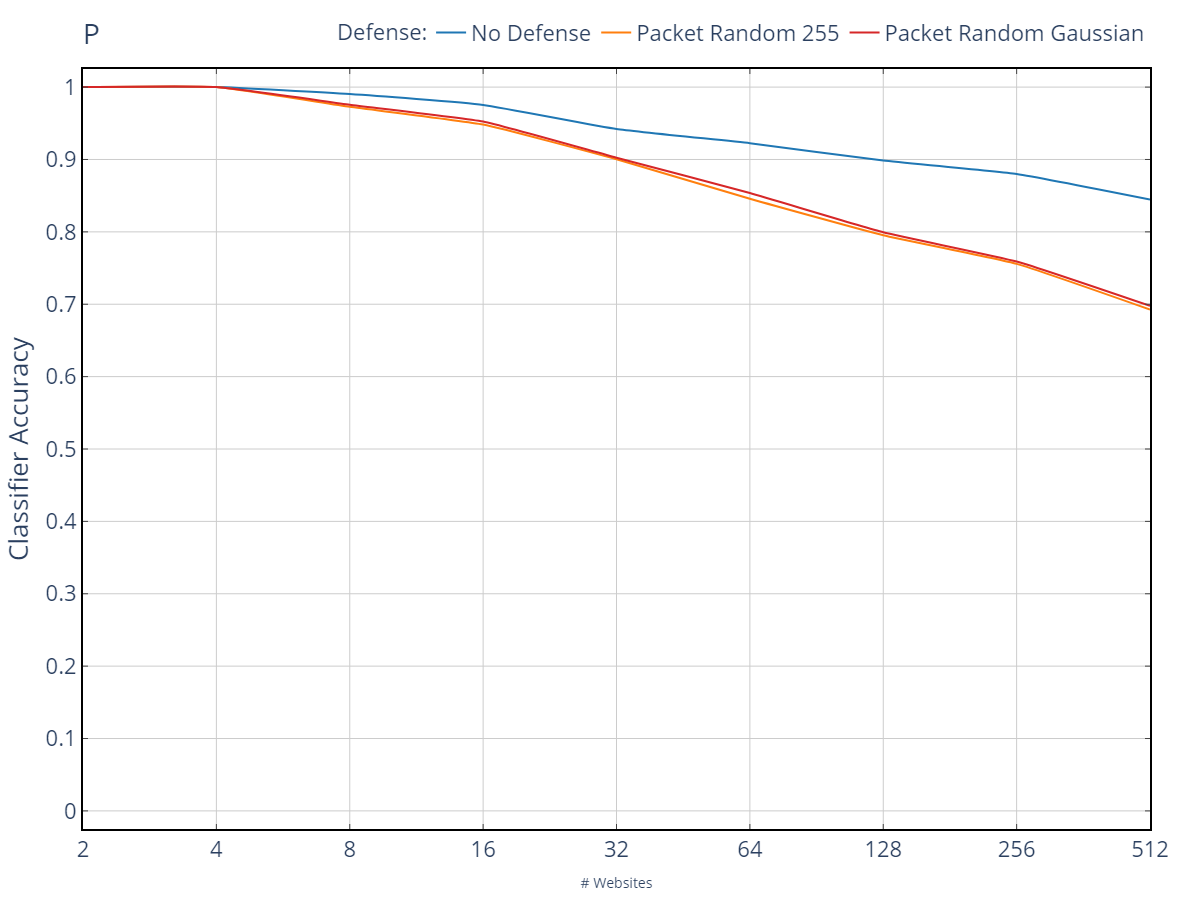 P
Defense: No Defense Packet Random 255 Packet Random Gaussian
1
0.9
0.8
0.7
0.6
0.5
0.4
0.3
0.2
0.1
0
Classifier Accuracy
2 4 8 16 32 64 128 256 512
# Websites